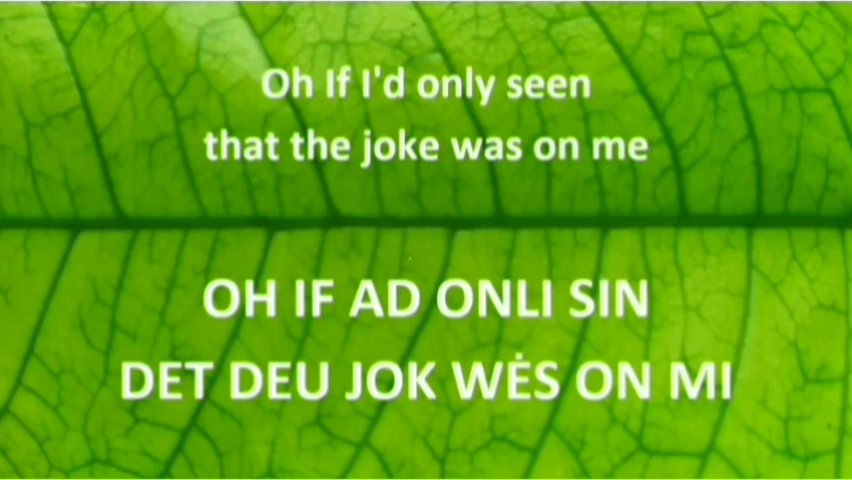 Oh If I'd only seen
that the joke was on me
OH IF AD ONLI SIN
DET DEU JOK WĖS ON MI